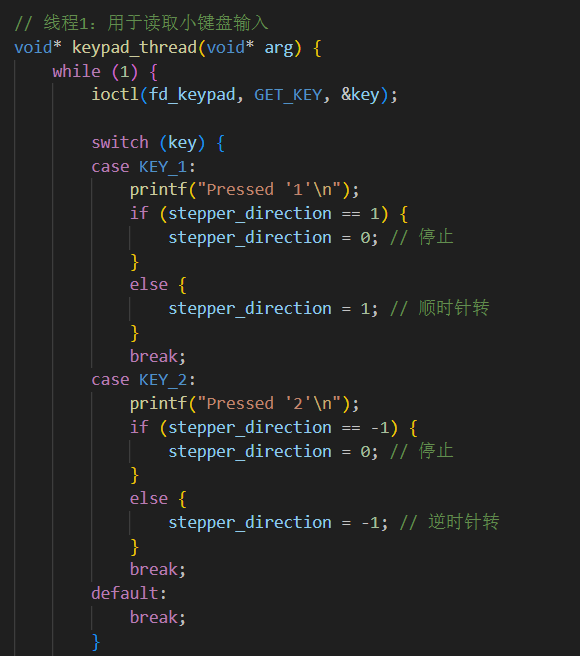 // 线程1：用于读取小键盘输入
void* keypad_thread(void* arg) {
    while (1) {
        ioctl(fd_keypad, GET_KEY, &key);

        switch (key) {
        case KEY_1:
            printf("Pressed '1'\n");
            if (stepper_direction == 1) {
                stepper_direction = 0; // 停止
            }
            else {
                stepper_direction = 1; // 顺时针转
            }
            break;
        case KEY_2:
            printf("Pressed '2'\n");
            if (stepper_direction == -1) {
                stepper_direction = 0; // 停止
            }
            else {
                stepper_direction = -1; // 逆时针转
            }
            break;
        default:
            break;
        }